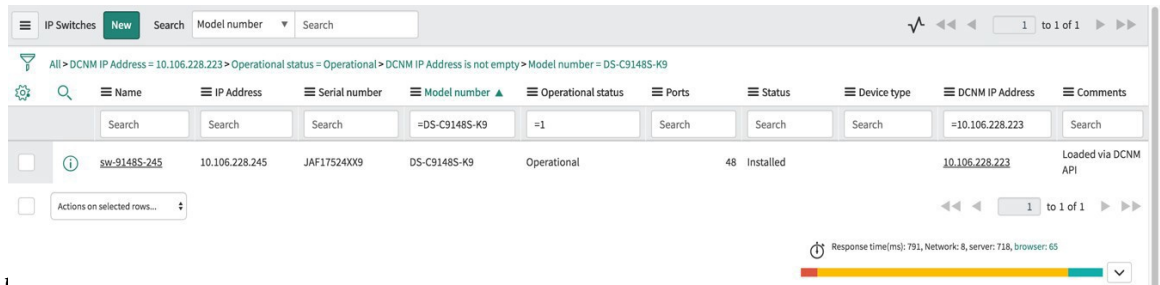 IP Switches New Search Model number Search 1 to 1 of 1
All > DCNM IP Address = 10.106.228.223 > Operational status = Operational > DCNM IP Address is not empty > Model number = DS-C9148S-K9
Name IP Address Serial number Model number ▲ Operational status Ports Status Device type DCNM IP Address Comments
Search Search Search =DS-C9148S-K9 =1 Search Search Search =10.106.228.223 Search
sw-9148S-245 10.106.228.245 JAF17524XX9 DS-C9148S-K9 Operational 48 Installed 10.106.228.223 Loaded via DCNM
API
Actions on selected rows... 1 to 1 of 1
Response time(ms): 791, Network: 8, server: 718, browser: 65